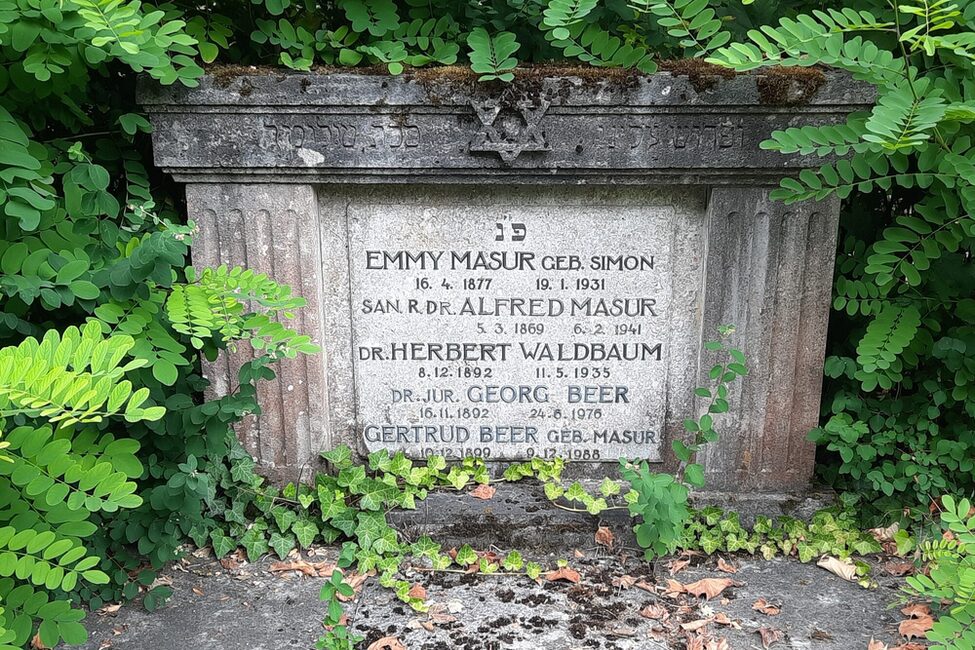 פ״נ
EMMY MASUR GEB. SIMON
16. 4. 1877 19. 1. 1931
SAN. R. DR. ALFRED MASUR
5. 3. 1869 6. 2. 1941
DR. HERBERT WALDBAUM
8. 12. 1892 11. 5. 1935
DR. JUR. GEORG BEER
16. 11. 1892 24. 6. 1976
GERTRUD BEER GEB. MASUR
10. 12. 1899 9. 12. 1988